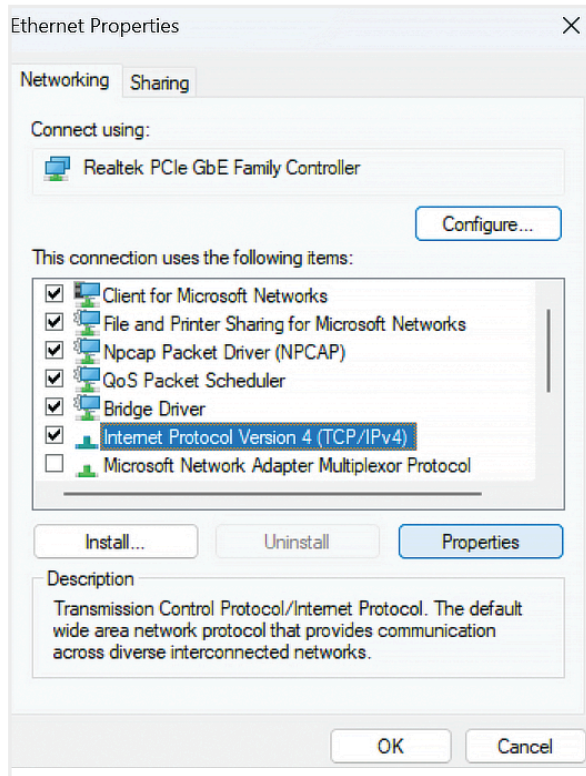 Ethernet Properties
Networking
Sharing
Connect using:
Realtek PCIe GbE Family Controller
Configure...
This connection uses the following items:
Client for Microsoft Networks
File and Printer Sharing for Microsoft Networks
Npcap Packet Driver (NPCAP)
QoS Packet Scheduler
Bridge Driver
Internet Protocol Version 4 (TCP/IPv4)
Microsoft Network Adapter Multiplexor Protocol
Install...
Uninstall
Properties
Description
Transmission Control Protocol/Internet Protocol. The default
wide area network protocol that provides communication
across diverse interconnected networks.
OK
Cancel